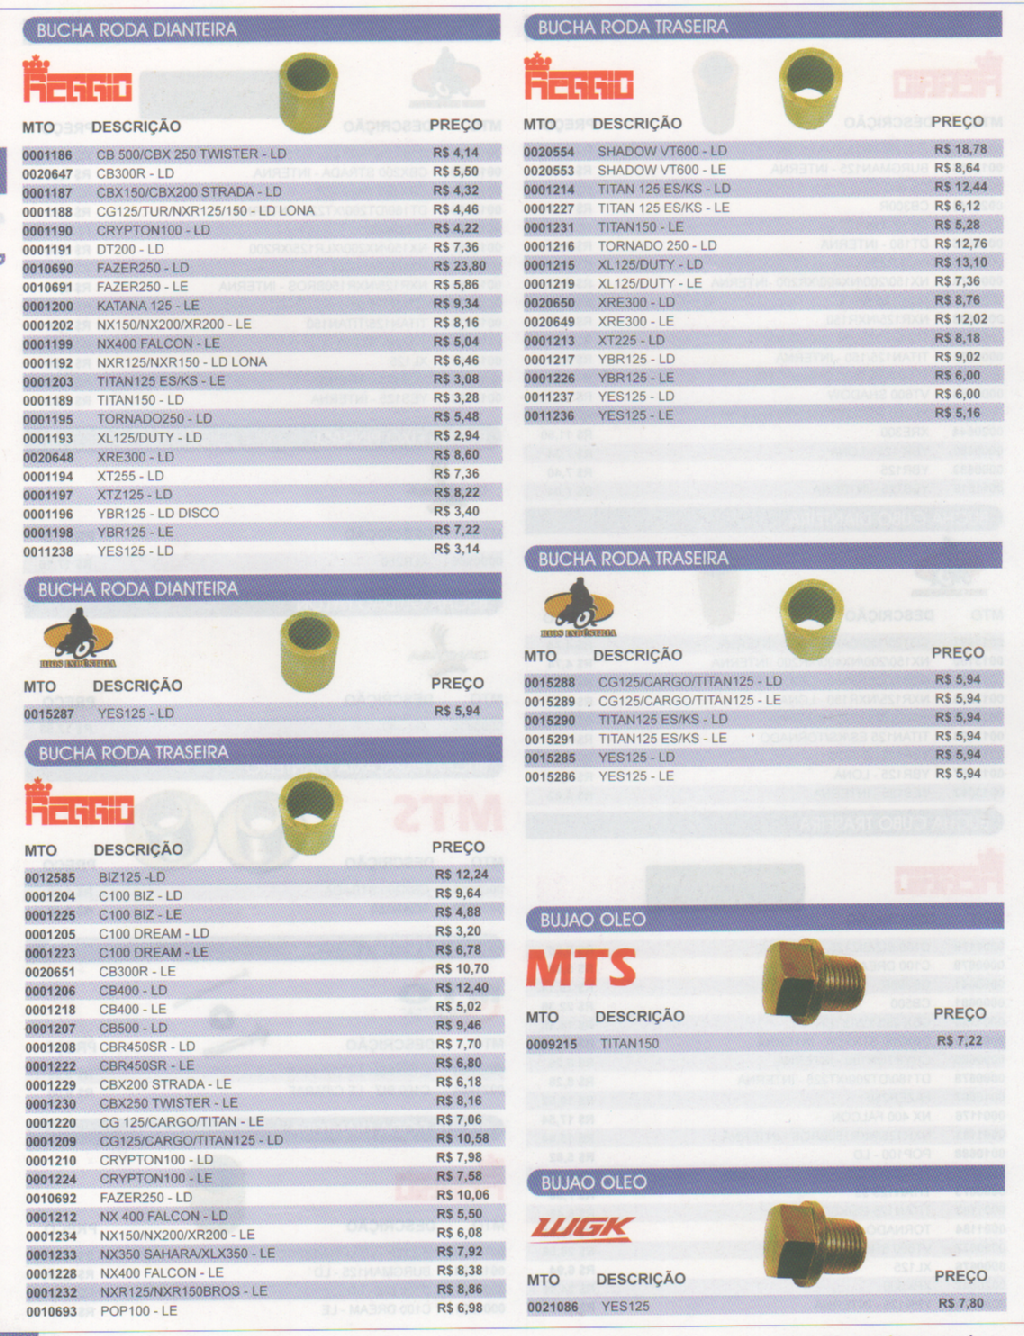 BUCHA RODA DIANTEIRA
REGGIO
MTO DESCRIÇÃO PREÇO
0001186 CB 500/CBX 250 TWISTER - LD R$ 4,14
0020647 CB300R - LD R$ 5,50
0001187 CBX150/CBX200 STRADA - LD R$ 4,32
0001188 CG125/TUR/NXR125/150 - LD LONA R$ 4,46
0001190 CRYPTON100 - LD R$ 4,22
0001191 DT200 - LD R$ 7,36
0010690 FAZER250 - LD R$ 23,80
0010691 FAZER250 - LE R$ 5,86
0001200 KATANA 125 - LE R$ 9,34
0001202 NX150/NX200/XR200 - LE R$ 8,16
0001199 NX400 FALCON - LE R$ 5,04
0001192 NXR125/NXR150 - LD LONA R$ 6,46
0001203 TITAN125 ES/KS - LE R$ 3,08
0001189 TITAN150 - LD R$ 3,28
0001195 TORNADO250 - LD R$ 5,48
0001193 XL125/DUTY - LD R$ 2,94
0020648 XRE300 - LD R$ 8,60
0001194 XT255 - LD R$ 7,36
0001197 XTZ125 - LD R$ 8,22
0001196 YBR125 - LD DISCO R$ 3,40
0001198 YBR125 - LE R$ 7,22
0011238 YES125 - LD R$ 3,14
BUCHA RODA DIANTEIRA
BROS INDUSTRIA
MTO DESCRIÇÃO PREÇO
0015287 YES125 - LD R$ 5,94
BUCHA RODA TRASEIRA
REGGIO
MTO DESCRIÇÃO PREÇO
0012585 BIZ125 -LD R$ 12,24
0001204 C100 BIZ - LD R$ 9,64
0001225 C100 BIZ - LE R$ 4,88
0001205 C100 DREAM - LD R$ 3,20
0001223 C100 DREAM - LE R$ 6,78
0020651 CB300R - LE R$ 10,70
0001206 CB400 - LD R$ 12,40
0001218 CB400 - LE R$ 5,02
0001207 CB500 - LD R$ 9,46
0001208 CBR450SR - LD R$ 7,70
0001222 CBR450SR - LE R$ 6,80
0001229 CBX200 STRADA - LE R$ 6,18
0001230 CBX250 TWISTER - LE R$ 8,16
0001220 CG 125/CARGO/TITAN - LE R$ 7,06
0001209 CG125/CARGO/TITAN125 - LD R$ 10,58
0001210 CRYPTON100 - LD R$ 7,98
0001224 CRYPTON100 - LE R$ 7,58
0010692 FAZER250 - LD R$ 10,06
0001212 NX 400 FALCON - LD R$ 5,50
0001234 NX150/NX200/XR200 - LE R$ 6,08
0001233 NX350 SAHARA/XLX350 - LE R$ 7,92
0001228 NX400 FALCON - LE R$ 8,38
0001232 NXR125/NXR150BROS - LE R$ 8,86
0010693 POP100 - LE R$ 6,98
BUCHA RODA TRASEIRA
REGGIO
MTO DESCRIÇÃO PREÇO
0020554 SHADOW VT600 - LD R$ 18,78
0020553 SHADOW VT600 - LE R$ 8,64
0001214 TITAN 125 ES/KS - LD R$ 12,44
0001227 TITAN 125 ES/KS - LE R$ 6,12
0001231 TITAN150 - LE R$ 5,28
0001216 TORNADO 250 - LD R$ 12,76
0001215 XL125/DUTY - LD R$ 13,10
0001219 XL125/DUTY - LE R$ 7,36
0020650 XRE300 - LD R$ 8,76
0020649 XRE300 - LE R$ 12,02
0001213 XT225 - LD R$ 8,18
0001217 YBR125 - LD R$ 9,02
0001226 YBR125 - LE R$ 6,00
0011237 YES125 - LD R$ 6,00
0011236 YES125 - LE R$ 5,16
BUCHA RODA TRASEIRA
BROS INDUSTRIA
MTO DESCRIÇÃO PREÇO
0015288 CG125/CARGO/TITAN125 - LD R$ 5,94
0015289 CG125/CARGO/TITAN125 - LE R$ 5,94
0015290 TITAN125 ES/KS - LD R$ 5,94
0015291 TITAN125 ES/KS - LE R$ 5,94
0015285 YES125 - LD R$ 5,94
0015286 YES125 - LE R$ 5,94
BUJAO OLEO
MTS
MTO DESCRIÇÃO PREÇO
0009215 TITAN150 R$ 7,22
BUJAO OLEO
WGK
MTO DESCRIÇÃO PREÇO
0021086 YES125 R$ 7,80